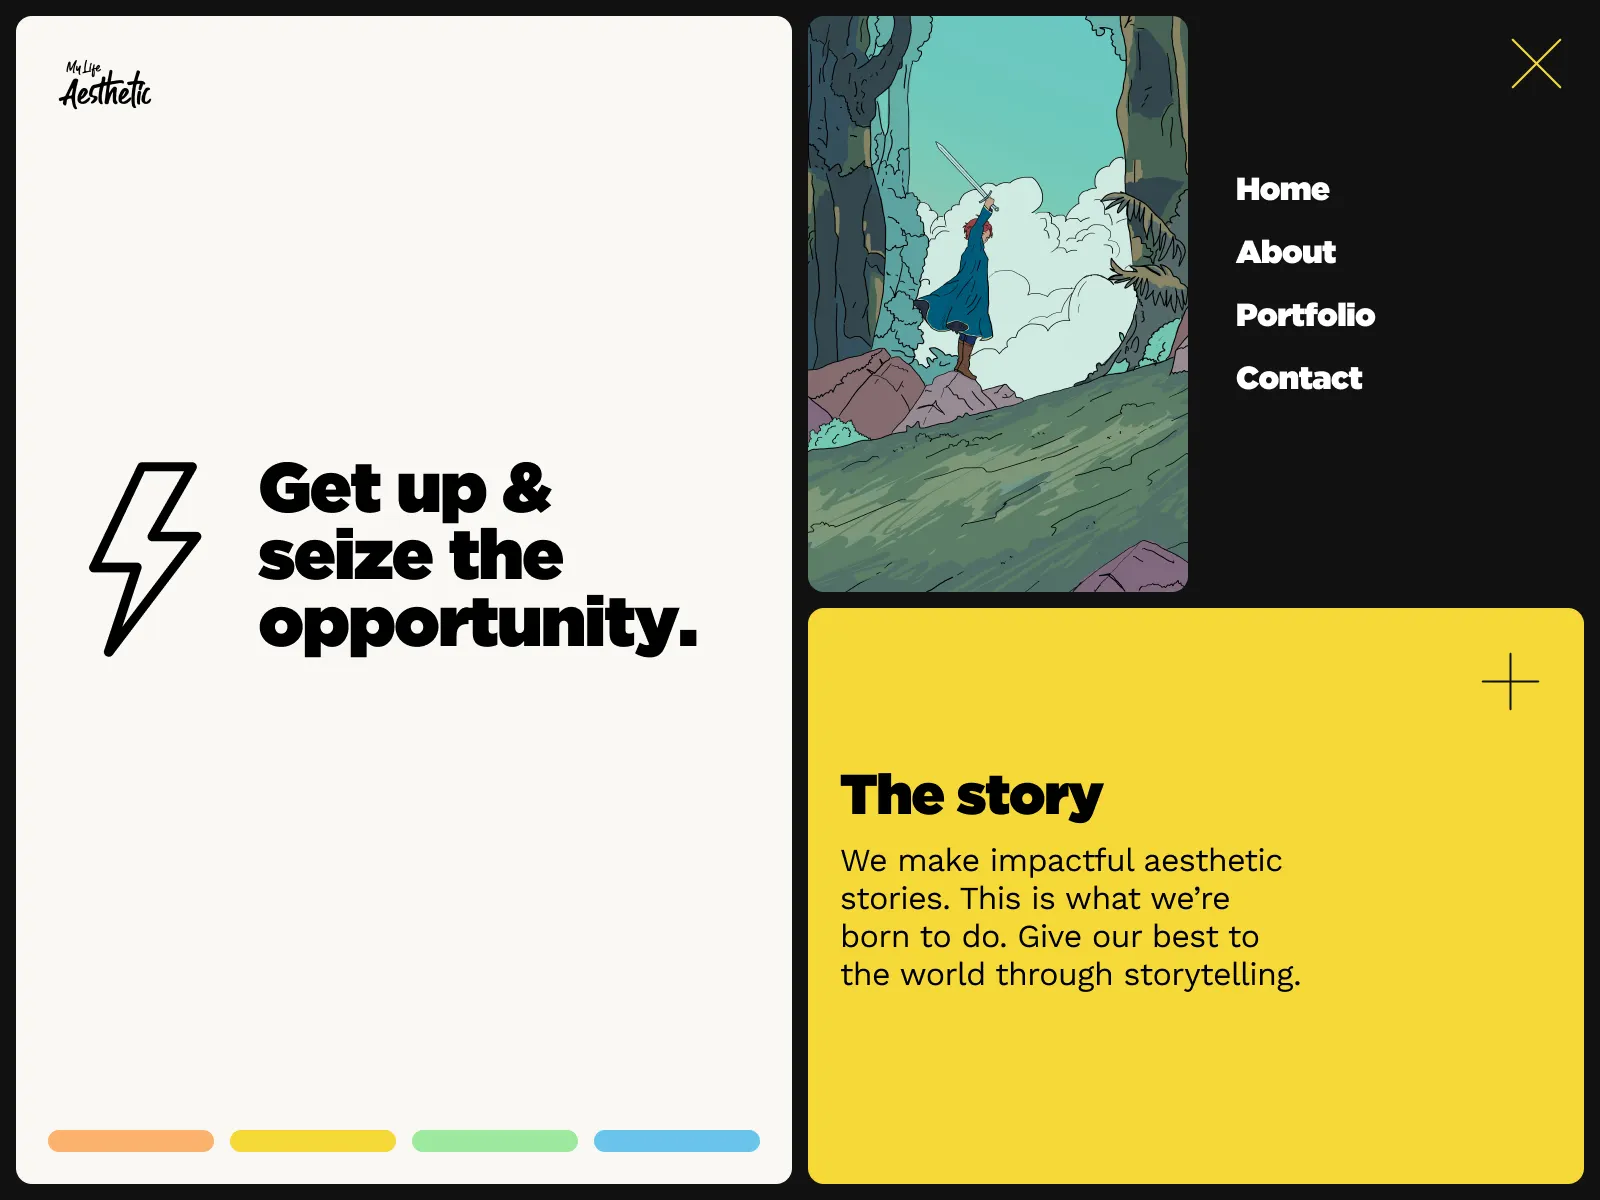 My Life
Aesthetic
Get up &
seize the
opportunity.
Home
About
Portfolio
Contact
The story
We make impactful aesthetic
stories. This is what we’re
born to do. Give our best to
the world through storytelling.